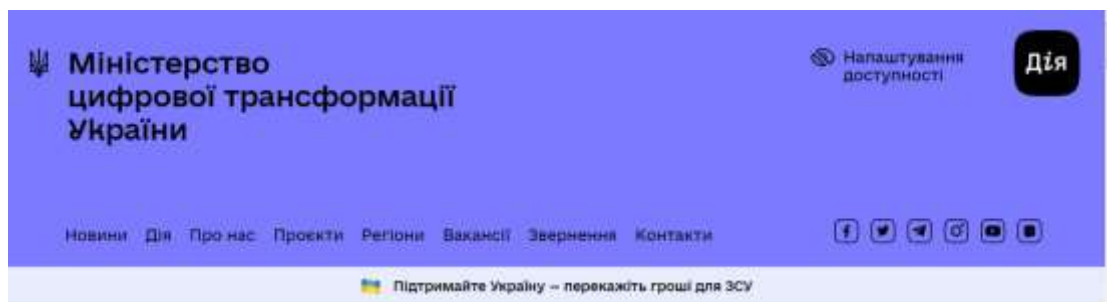 Міністерство
цифрової трансформації
України
Налаштування
доступності
Дія
Новини Дія Про нас Проєкти Регіони Вакансії Звернення Контакти
Підтримайте Україну – перекажіть гроші для ЗСУ